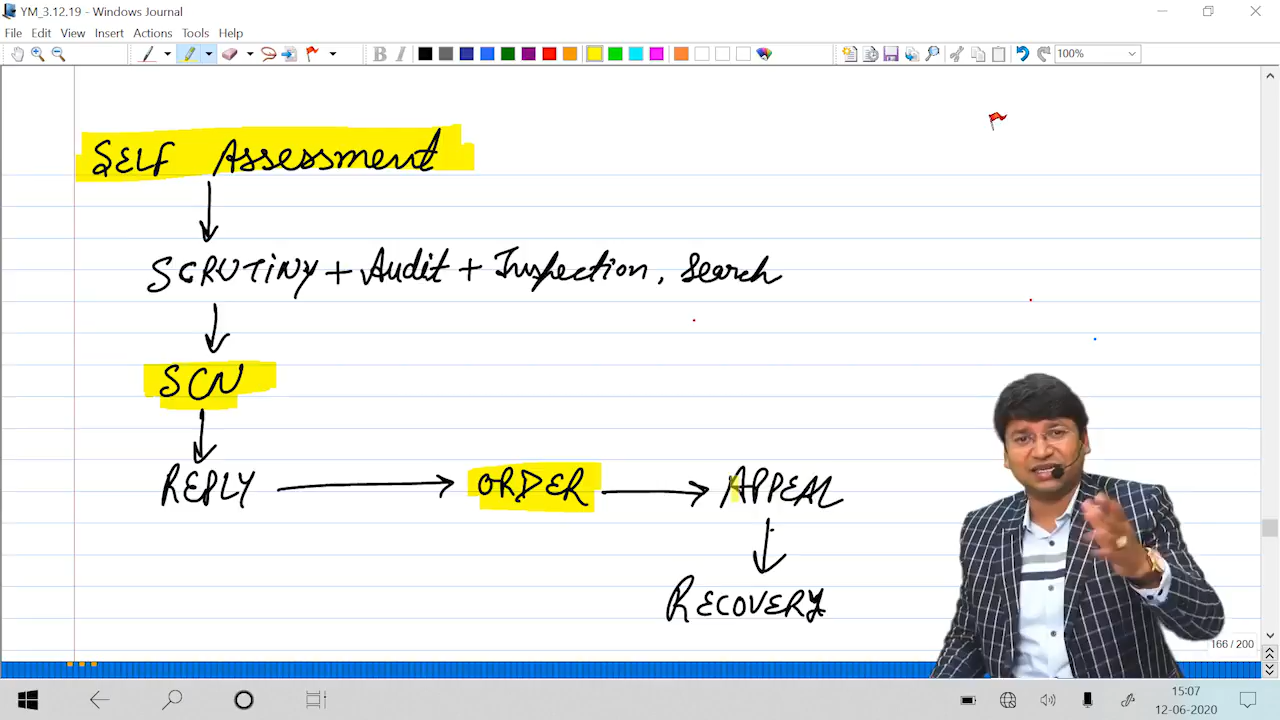 YM_3.12.19 - Windows Journal
File Edit View Insert Actions Tools Help
B I 100%
SELF Assessment
SCRUTINY + Audit + Inspection, Search
SCN
REPLY ORDER APPEAL
RECOVERY
166 / 200
15:07
12-06-2020